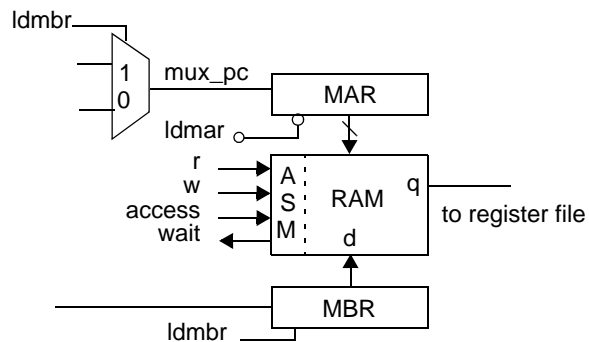 ldmbr
1
mux_pc
0
MAR
ldmar
r
A
q
w
S
RAM
access
to register file
wait
M
d
MBR
ldmbr